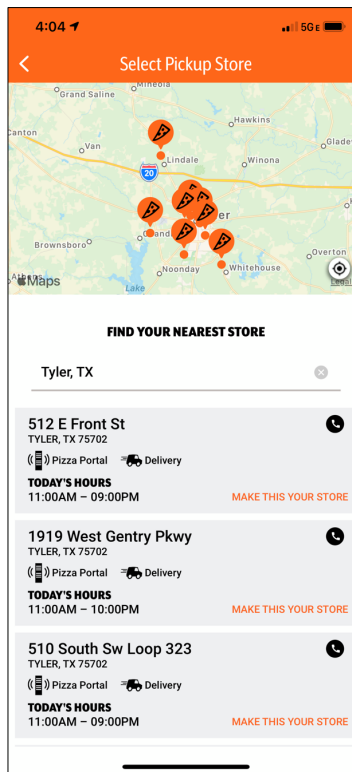 4:04
5G E
Select Pickup Store
Mineola
Grand Saline
Hawkins
Canton
Van
Lindale
Winona
20
Brownsboro
Overton
Noonday
Whitehouse
Maps
Lake
Legal
FIND YOUR NEAREST STORE
Tyler, TX
512 E Front St
TYLER, TX 75702
Pizza Portal Delivery
TODAY'S HOURS
11:00AM – 09:00PM MAKE THIS YOUR STORE
1919 West Gentry Pkwy
TYLER, TX 75702
Pizza Portal Delivery
TODAY'S HOURS
11:00AM – 10:00PM MAKE THIS YOUR STORE
510 South Sw Loop 323
TYLER, TX 75702
Pizza Portal Delivery
TODAY'S HOURS
11:00AM – 09:00PM MAKE THIS YOUR STORE